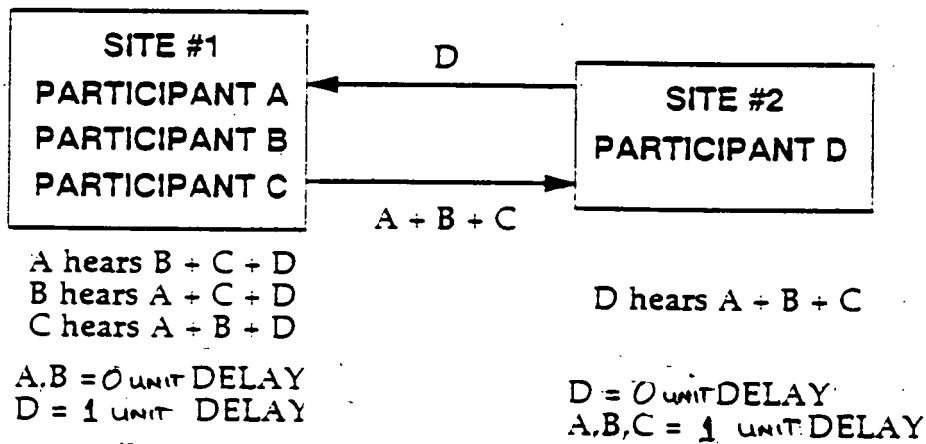 SITE #1
PARTICIPANT A
PARTICIPANT B
PARTICIPANT C
D
A + B + C
SITE #2
PARTICIPANT D
A hears B + C + D
B hears A + C + D
C hears A + B + D
D hears A + B + C
A,B = 0 UNIT DELAY
D = 1 UNIT DELAY
D = 0 UNIT DELAY
A,B,C = 1 UNIT DELAY